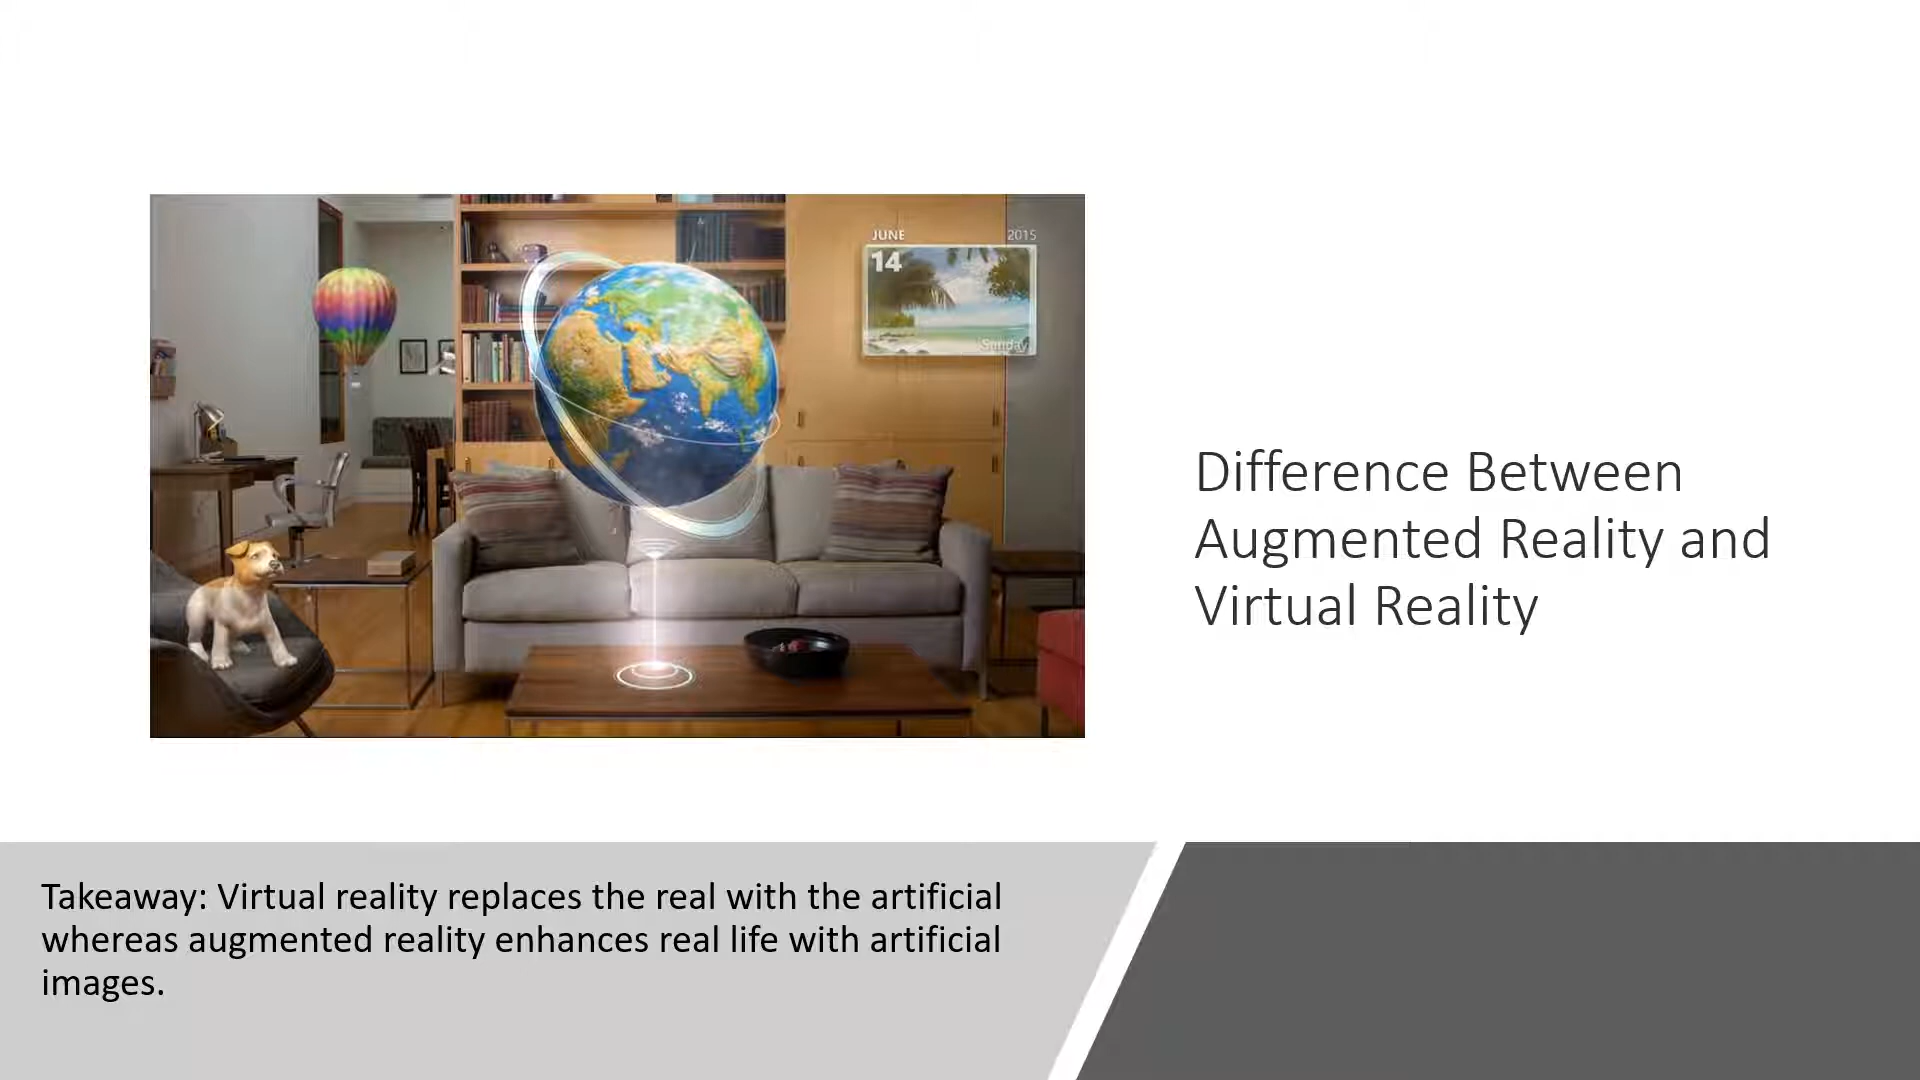 JUNE 2015
14
Sunday
Difference Between
Augmented Reality and
Virtual Reality
Takeaway: Virtual reality replaces the real with the artificial
whereas augmented reality enhances real life with artificial
images.